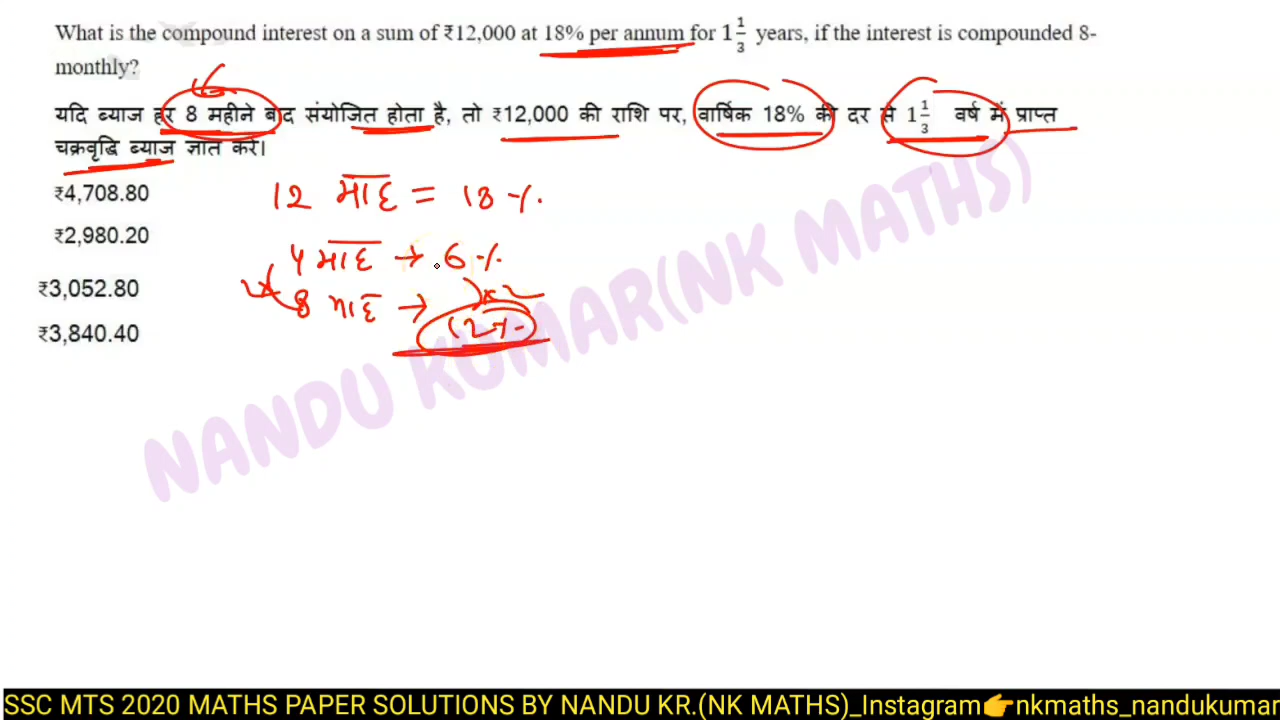 What is the compound interest on a sum of ₹12,000 at 18% per annum for 1 1/3 years, if the interest is compounded 8-
monthly?
16
यदि ब्याज हर 8 महीने बाद संयोजित होता है, तो ₹12,000 की राशि पर, वार्षिक 18% की दर से 1 1/3 वर्ष में प्राप्त
चक्रवृद्धि ब्याज ज्ञात करें।
₹4,708.80
₹2,980.20
₹3,052.80
₹3,840.40
12 माह = 18 %.
4 माह → 6 %
2x
x2
8 माह →
12%
NANDU KUMAR(NK MATHS)
SSC MTS 2020 MATHS PAPER SOLUTIONS BY NANDU KR.(NK MATHS)_Instagram👉nkmaths_nandukumar